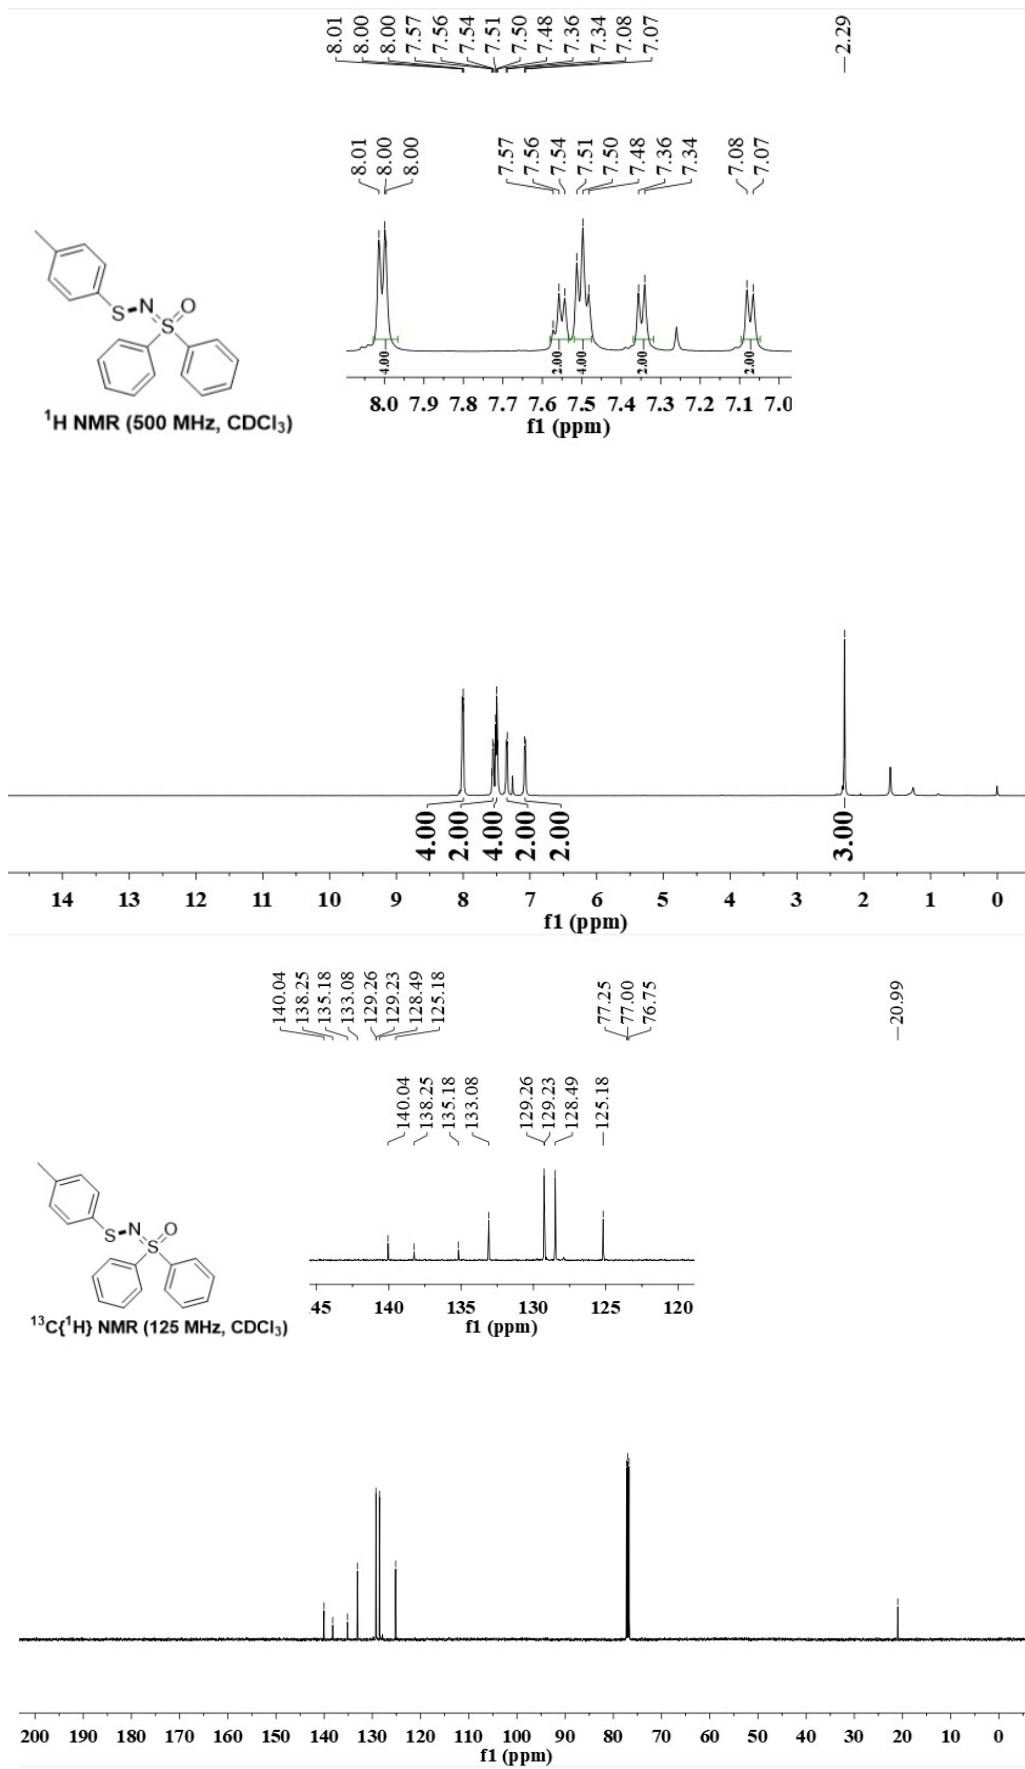 8.01
8.00
8.00
7.57
7.56
7.54
7.51
7.50
7.48
7.36
7.34
7.08
7.07
2.29
8.01
8.00
8.00
7.57
7.56
7.54
7.51
7.50
7.48
7.36
7.34
7.08
7.07
S N O
S
4.00 2.00 4.00 2.00 2.00
8.0 7.9 7.8 7.7 7.6 7.5 7.4 7.3 7.2 7.1 7.0
f1 (ppm)
¹H NMR (500 MHz, CDCl₃)
4.00 2.00 4.00 2.00 2.00 3.00
14 13 12 11 10 9 8 7 6 5 4 3 2 1 0
f1 (ppm)
140.04
138.25
135.18
133.08
129.26
129.23
128.49
125.18
77.25
77.00
76.75
20.99
140.04
138.25
135.18
133.08
129.26
129.23
128.49
125.18
S N O
S
45 140 135 130 125 120
f1 (ppm)
¹³C{¹H} NMR (125 MHz, CDCl₃)
200 190 180 170 160 150 140 130 120 110 100 90 80 70 60 50 40 30 20 10 0
f1 (ppm)